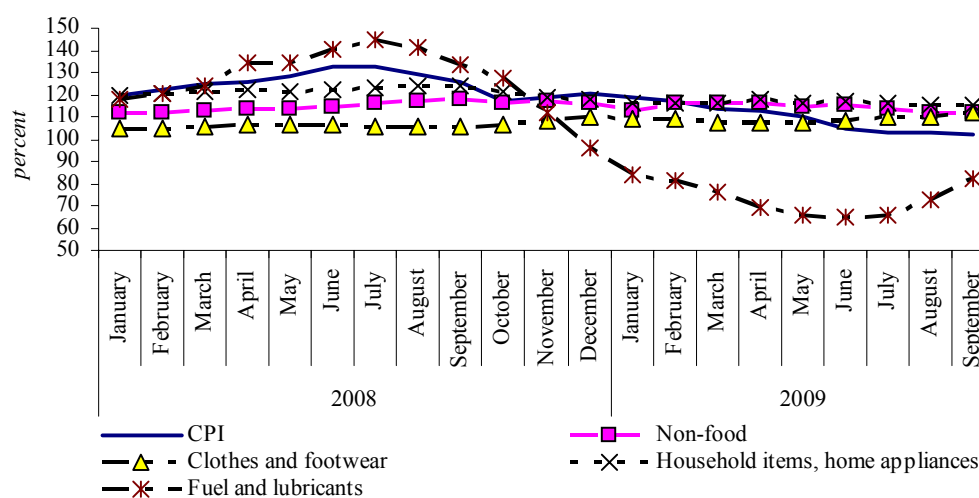 150
140
130
120
110
100
90
80
70
60
50
percent
January
February
March
April
May
June
July
August
September
October
November
December
January
February
March
April
May
June
July
August
September
2008
2009
CPI
Non-food
Clothes and footwear
Household items, home appliances
Fuel and lubricants